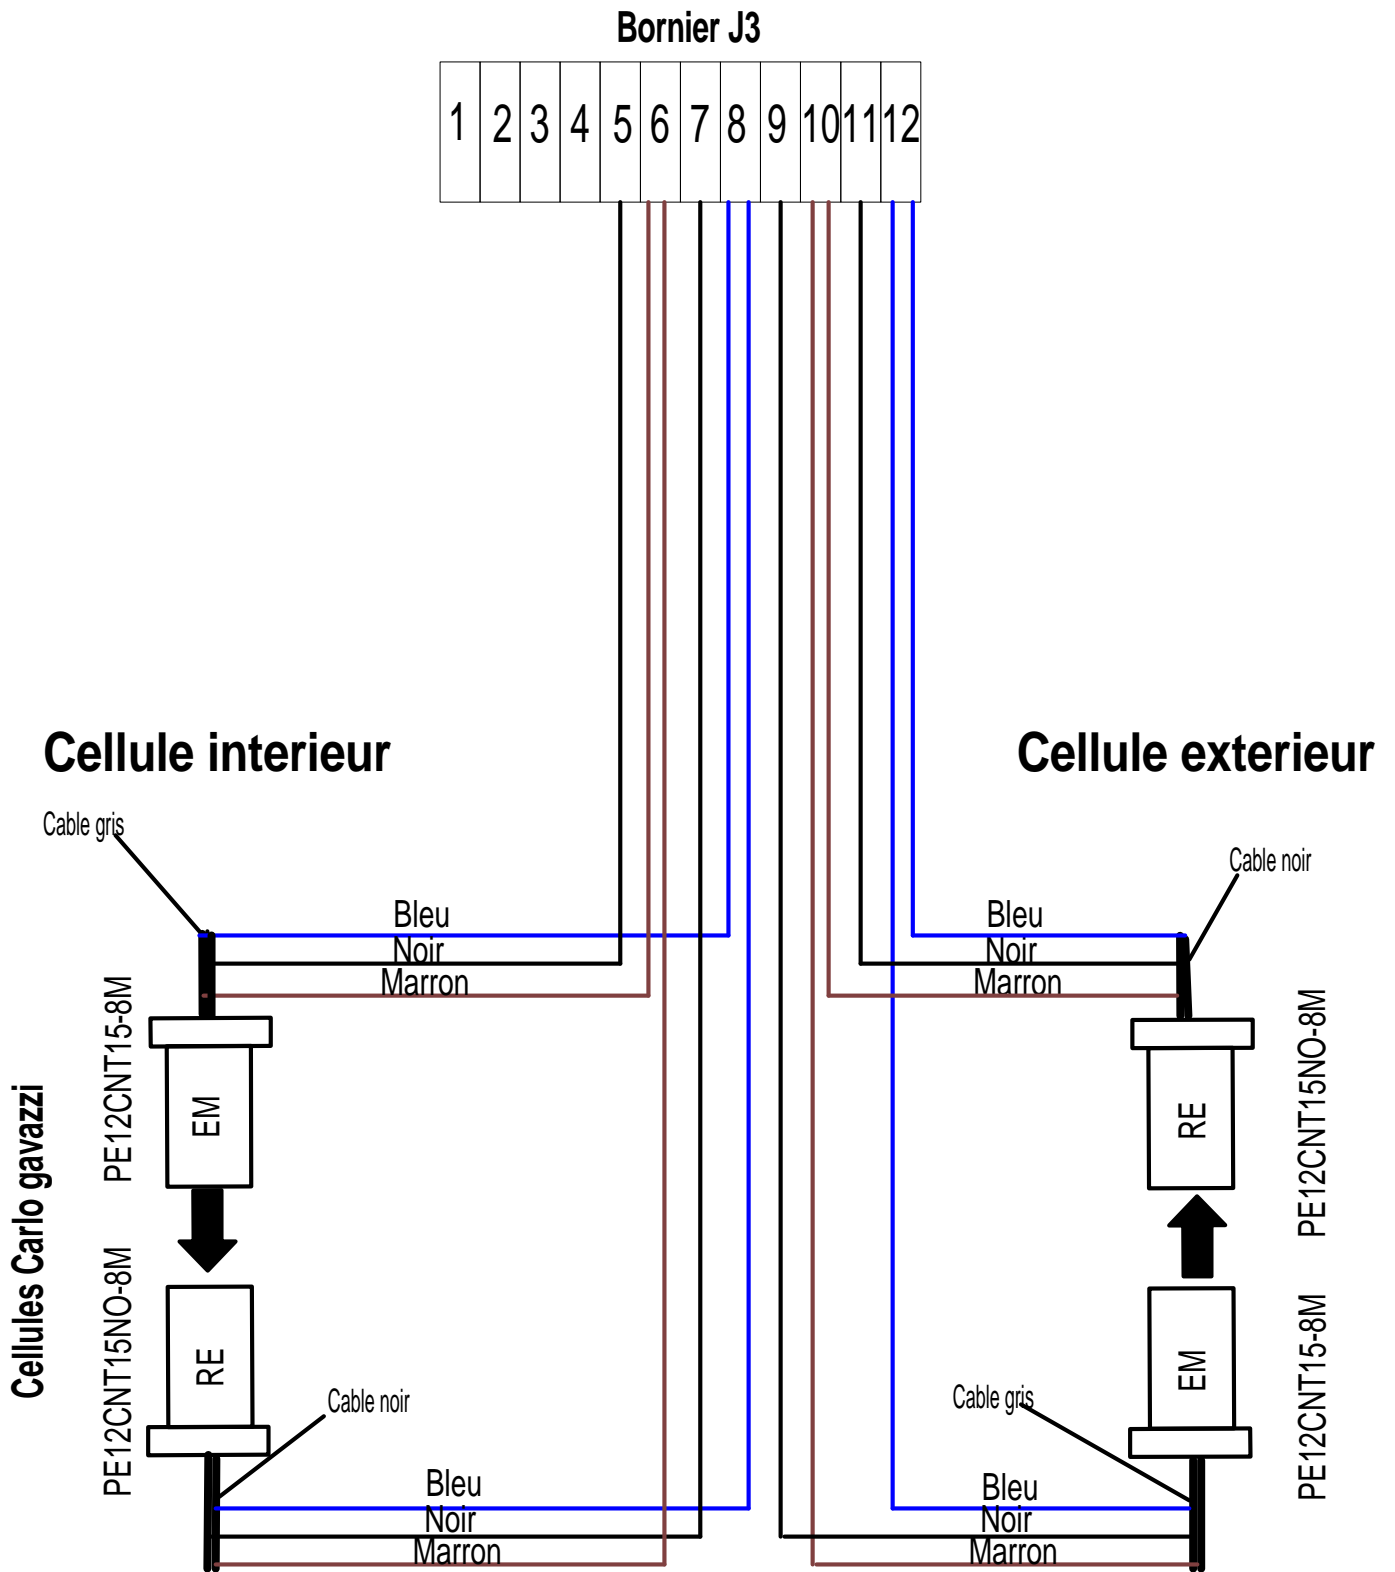 Bornier J3
1 2 3 4 5 6 7 8 9 10 11 12
Cellule interieur
Cellule exterieur
Cable gris
Cable noir
Bleu
Noir
Marron
Bleu
Noir
Marron
PE12CNT15-8M
EM
RE
PE12CNT15NO-8M
Cellules Carlo gavazzi
PE12CNT15NO-8M
RE
EM
PE12CNT15-8M
Cable noir
Cable gris
Bleu
Noir
Marron
Bleu
Noir
Marron